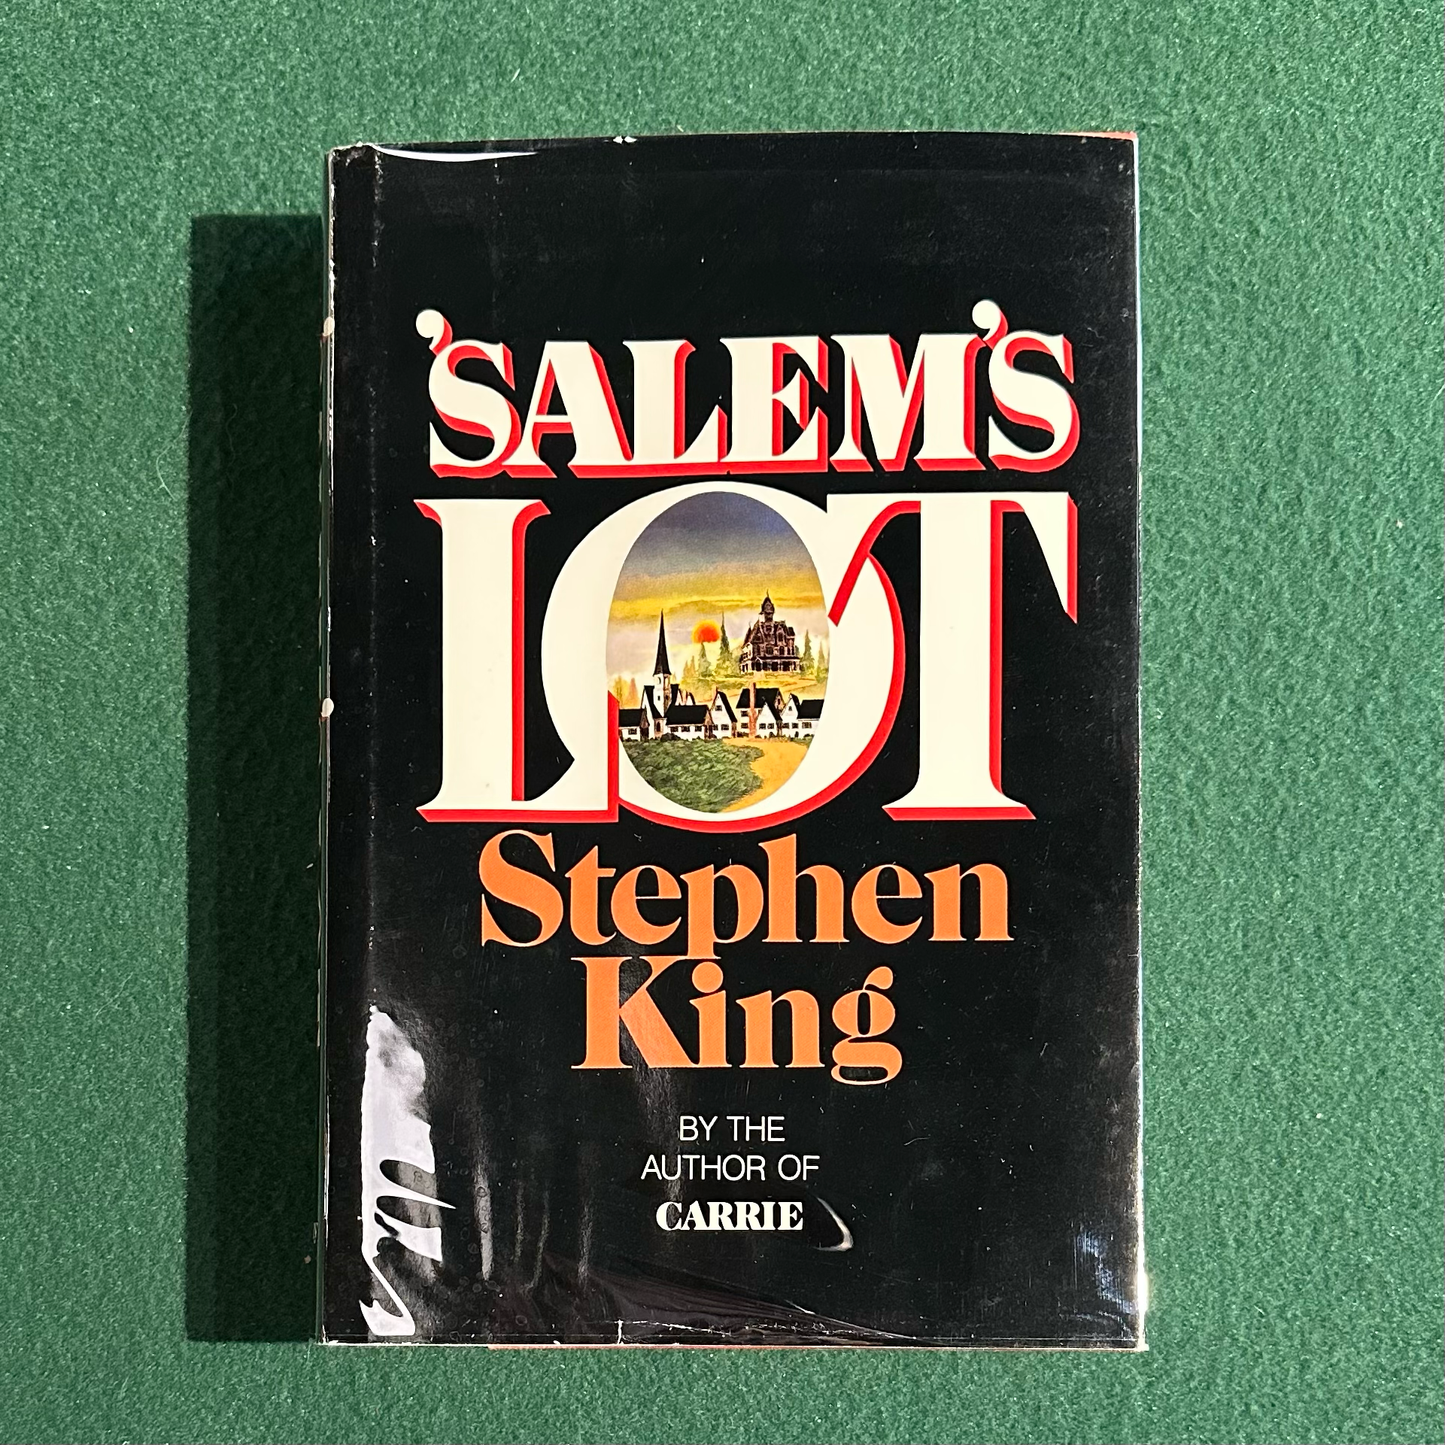 'SALEM'S
LOT
Stephen
King
BY THE
AUTHOR OF
CARRIE